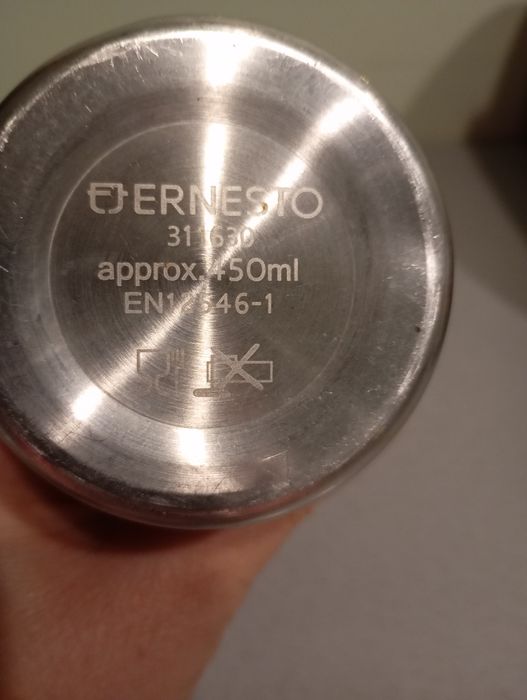 ERNESTO
311630
approx. 450ml
EN12546-1